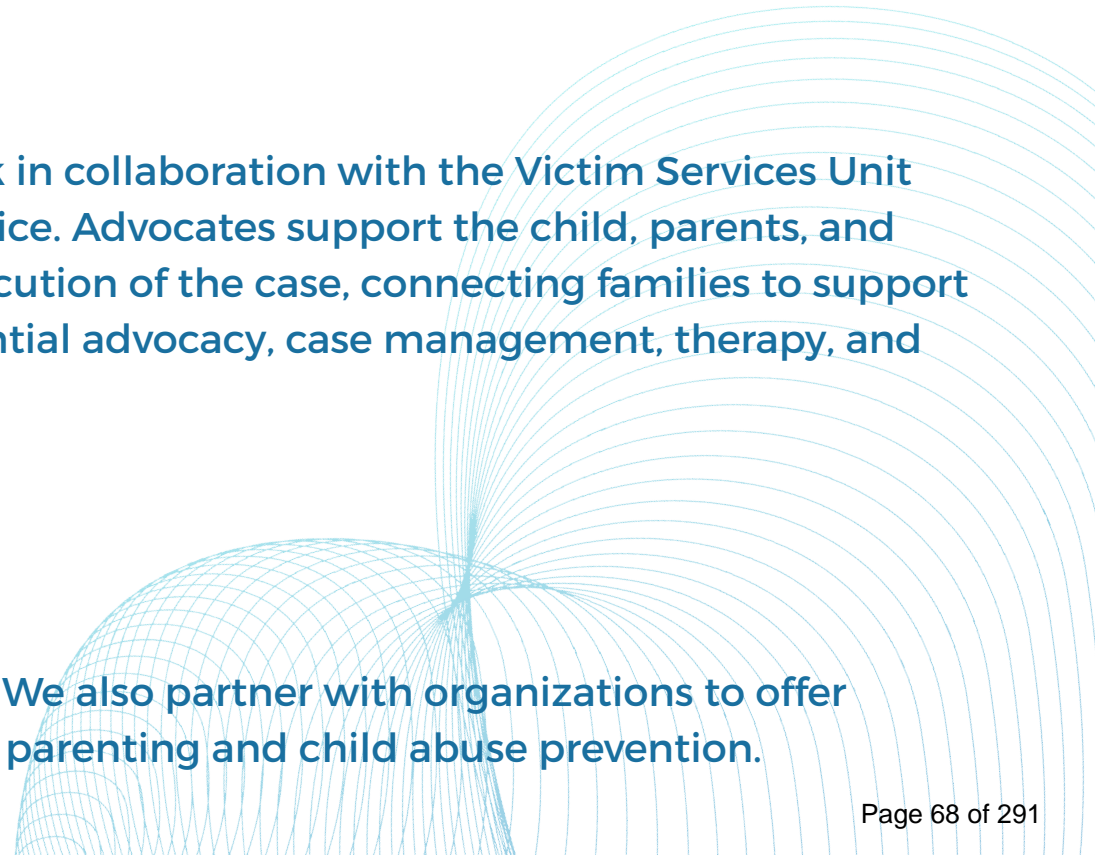 in collaboration with the Victim Services Unit
ice. Advocates support the child, parents, and
cution of the case, connecting families to support
ntial advocacy, case management, therapy, and
We also partner with organizations to offer
parenting and child abuse prevention.
Page 68 of 291